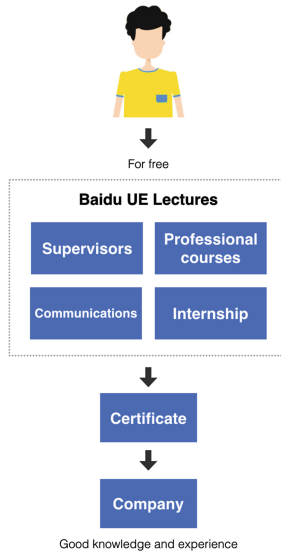 For free
Baidu UE Lectures
Supervisors
Professional
courses
Communications
Internship
Certificate
Company
Good knowledge and experience